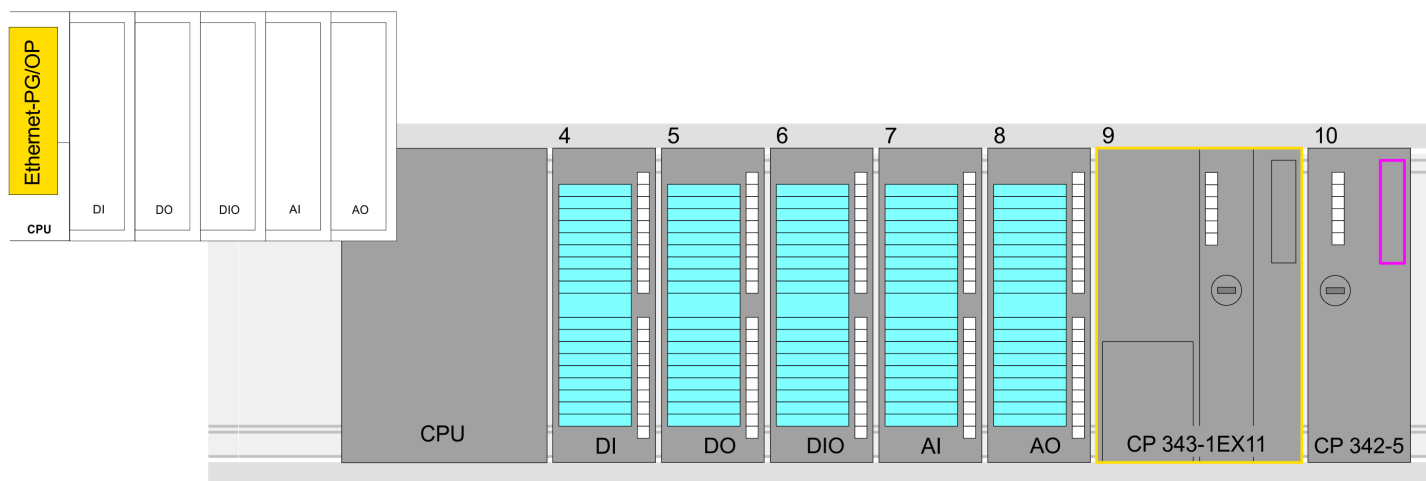 Ethernet-PG/OP
CPU
DI
DO
DIO
AI
AO
4
5
6
7
8
9
10
CPU
DI
DO
DIO
AI
AO
CP 343-1EX11
CP 342-5